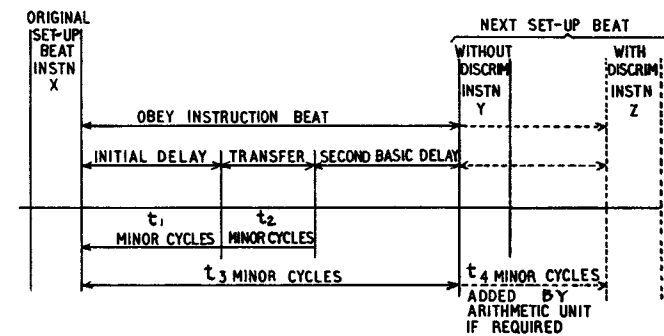 ORIGINAL
SET-UP
BEAT
INSTN
X
NEXT SET-UP BEAT
WITHOUT
DISCRIM
INSTN
Y
WITH
DISCRIM
INSTN
Z
OBEY INSTRUCTION BEAT
INITIAL DELAY
TRANSFER
SECOND BASIC DELAY
t₁
MINOR CYCLES
t₂
MINOR CYCLES
t₃ MINOR CYCLES
t₄ MINOR CYCLES
ADDED BY
ARITHMETIC UNIT
IF REQUIRED